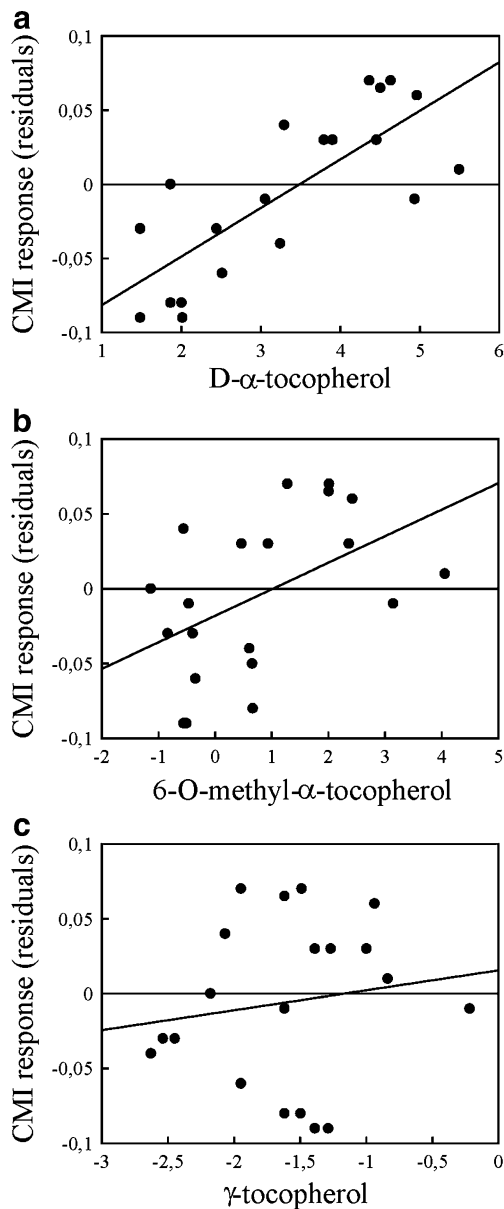 a
CMI response (residuals)
0,1
0,05
0
-0,05
-0,1
1 2 3 4 5 6
D-α-tocopherol
b
CMI response (residuals)
0,1
0,05
0
-0,05
-0,1
-2 -1 0 1 2 3 4 5
6-O-methyl-α-tocopherol
c
CMI response (residuals)
0,1
0,05
0
-0,05
-0,1
-3 -2,5 -2 -1,5 -1 -0,5 0
γ-tocopherol